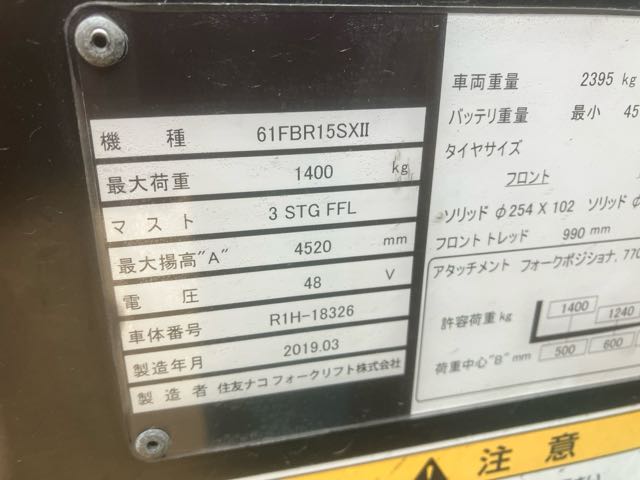 機種 61FBR15SXII
最大荷重 1400 kg
マスト 3 STG FFL
最大揚高"A" 4520 mm
電圧 48 V
車体番号 R1H-18326
製造年月 2019.03
製造者 住友ナコ フォークリフト株式会社
車両重量 2395 kg
バッテリ重量 最小 45
タイヤサイズ
フロント
ソリッド φ254 X 102 ソリッド φ
フロント トレッド 990 mm
アタッチメント フォークポジショナ, 770
許容荷重 kg 1400 1240
荷重中心"B" mm 500 600
注意